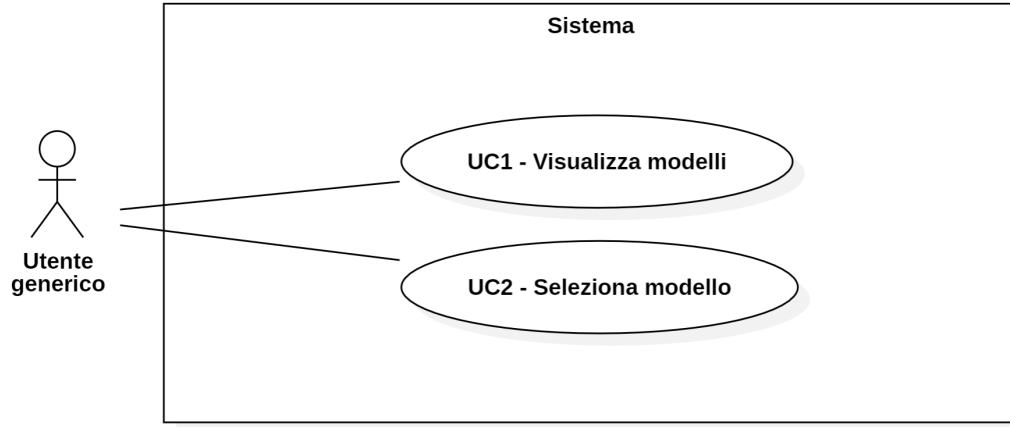 Sistema
UC1 - Visualizza modelli
Utente
generico
UC2 - Seleziona modello